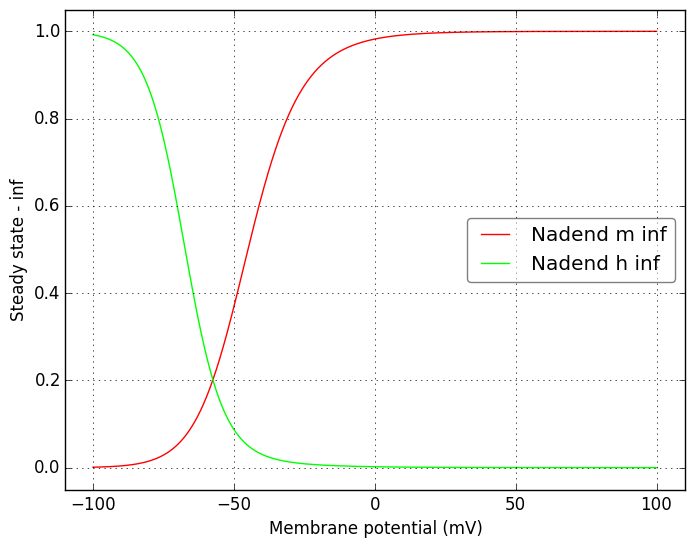 1.0
0.8
0.6
0.4
0.2
0.0
Steady state - inf
Nadend m inf
Nadend h inf
−100
−50
0
50
100
Membrane potential (mV)